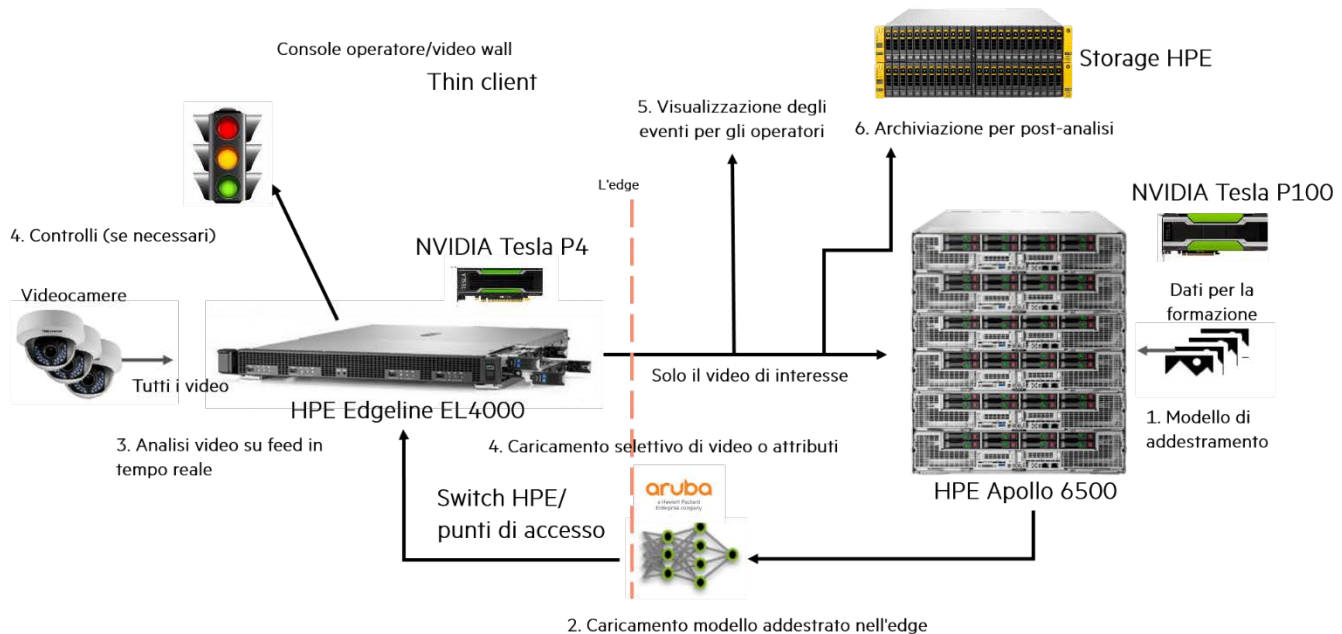 Console operatore/video wall
Thin client
Storage HPE
5. Visualizzazione degli
eventi per gli operatori
6. Archiviazione per post-analisi
L'edge
NVIDIA Tesla P100
4. Controlli (se necessari)
NVIDIA Tesla P4
TESLA
Videocamere
Dati per la
formazione
Tutti i video
Solo il video di interesse
HPE Edgeline EL4000
1. Modello di
addestramento
3. Analisi video su feed in
tempo reale
4. Caricamento selettivo di video o attributi
HPE Apollo 6500
Switch HPE/
punti di accesso
aruba
a Hewlett Packard
Enterprise company
2. Caricamento modello addestrato nell'edge